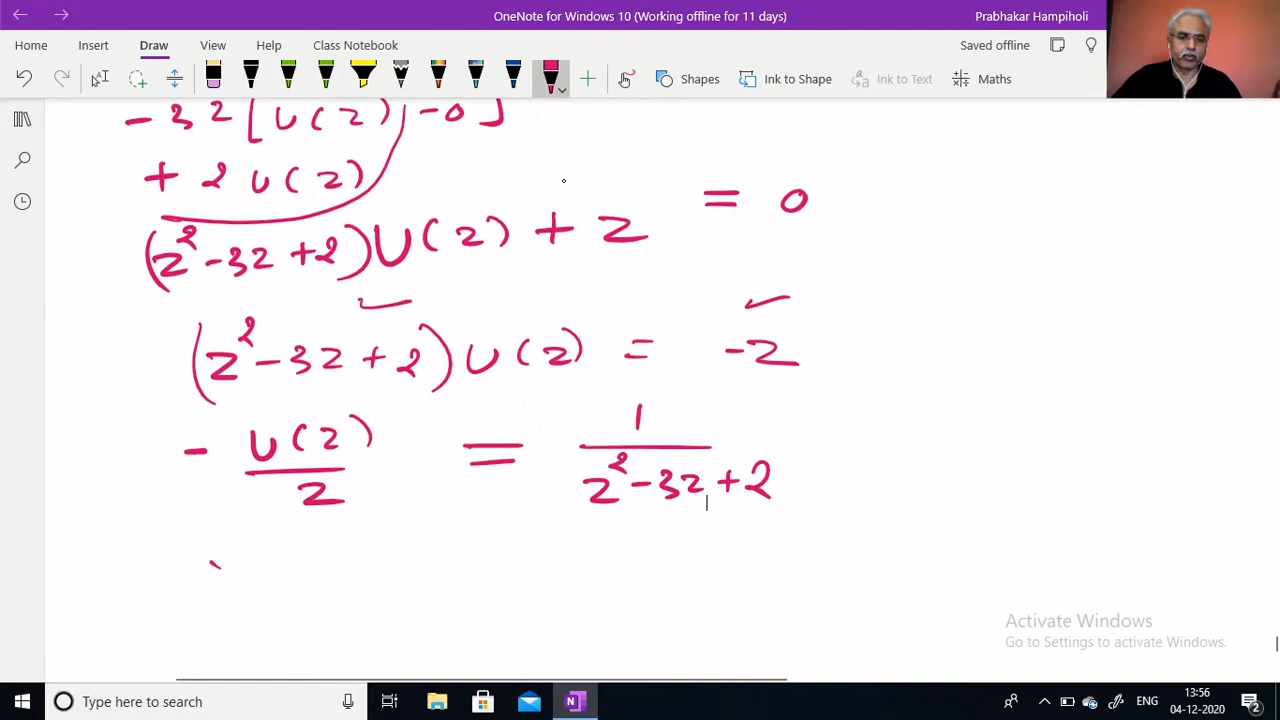 OneNote for Windows 10 (Working offline for 11 days)
Prabhakar Hampiholi
Home Insert Draw View Help Class Notebook
Saved offline
Shapes Ink to Shape Ink to Text Maths
- 3z [U(z) - 0]
+ 2 U(z)
= 0
(z² - 3z + 2) U(z) + z
(z² - 3z + 2) U(z) = -z
- U(z)/z = 1/(z² - 3z + 2)
Activate Windows
Go to Settings to activate Windows.
Type here to search
ENG
13:56
04-12-2020
2